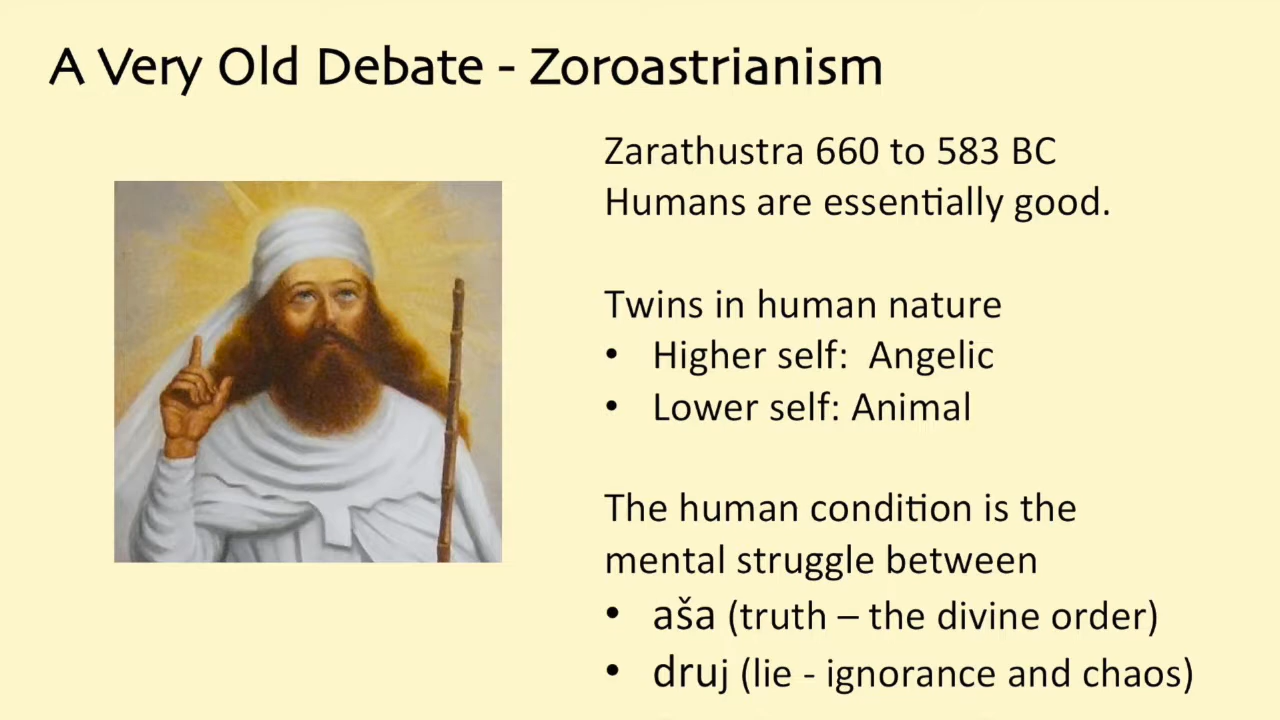 A Very Old Debate - Zoroastrianism
Zarathustra 660 to 583 BC
Humans are essentially good.
Twins in human nature
• Higher self: Angelic
• Lower self: Animal
The human condition is the
mental struggle between
• aša (truth – the divine order)
• druj (lie - ignorance and chaos)